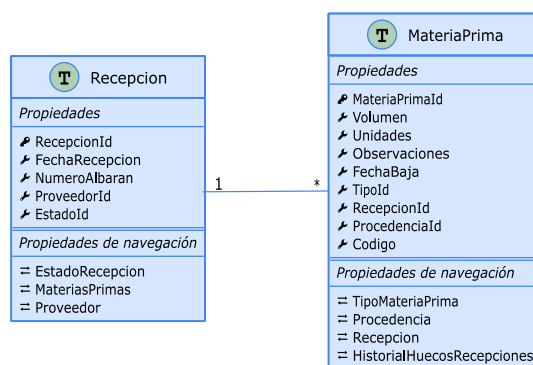 T Recepcion
Propiedades
RecepcionId
FechaRecepcion
NumeroAlbaran
ProveedorId
EstadoId
Propiedades de navegación
EstadoRecepcion
MateriasPrimas
Proveedor
1
*
T MateriaPrima
Propiedades
MateriaPrimaId
Volumen
Unidades
Observaciones
FechaBaja
TipoId
RecepcionId
ProcedenciaId
Codigo
Propiedades de navegación
TipoMateriaPrima
Procedencia
Recepcion
HistorialHuecosRecepciones